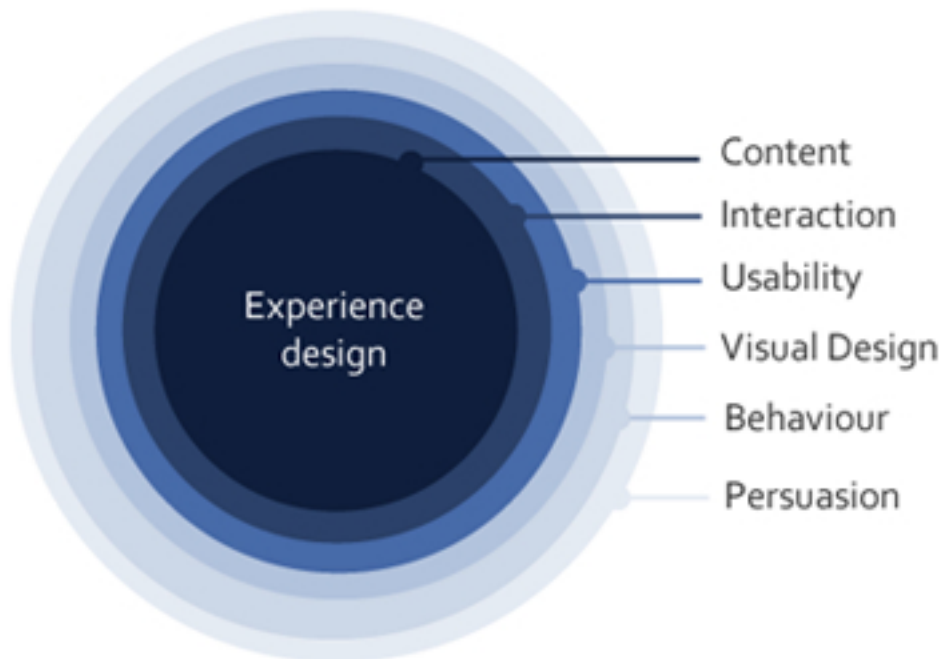 Experience
design
Content
Interaction
Usability
Visual Design
Behaviour
Persuasion